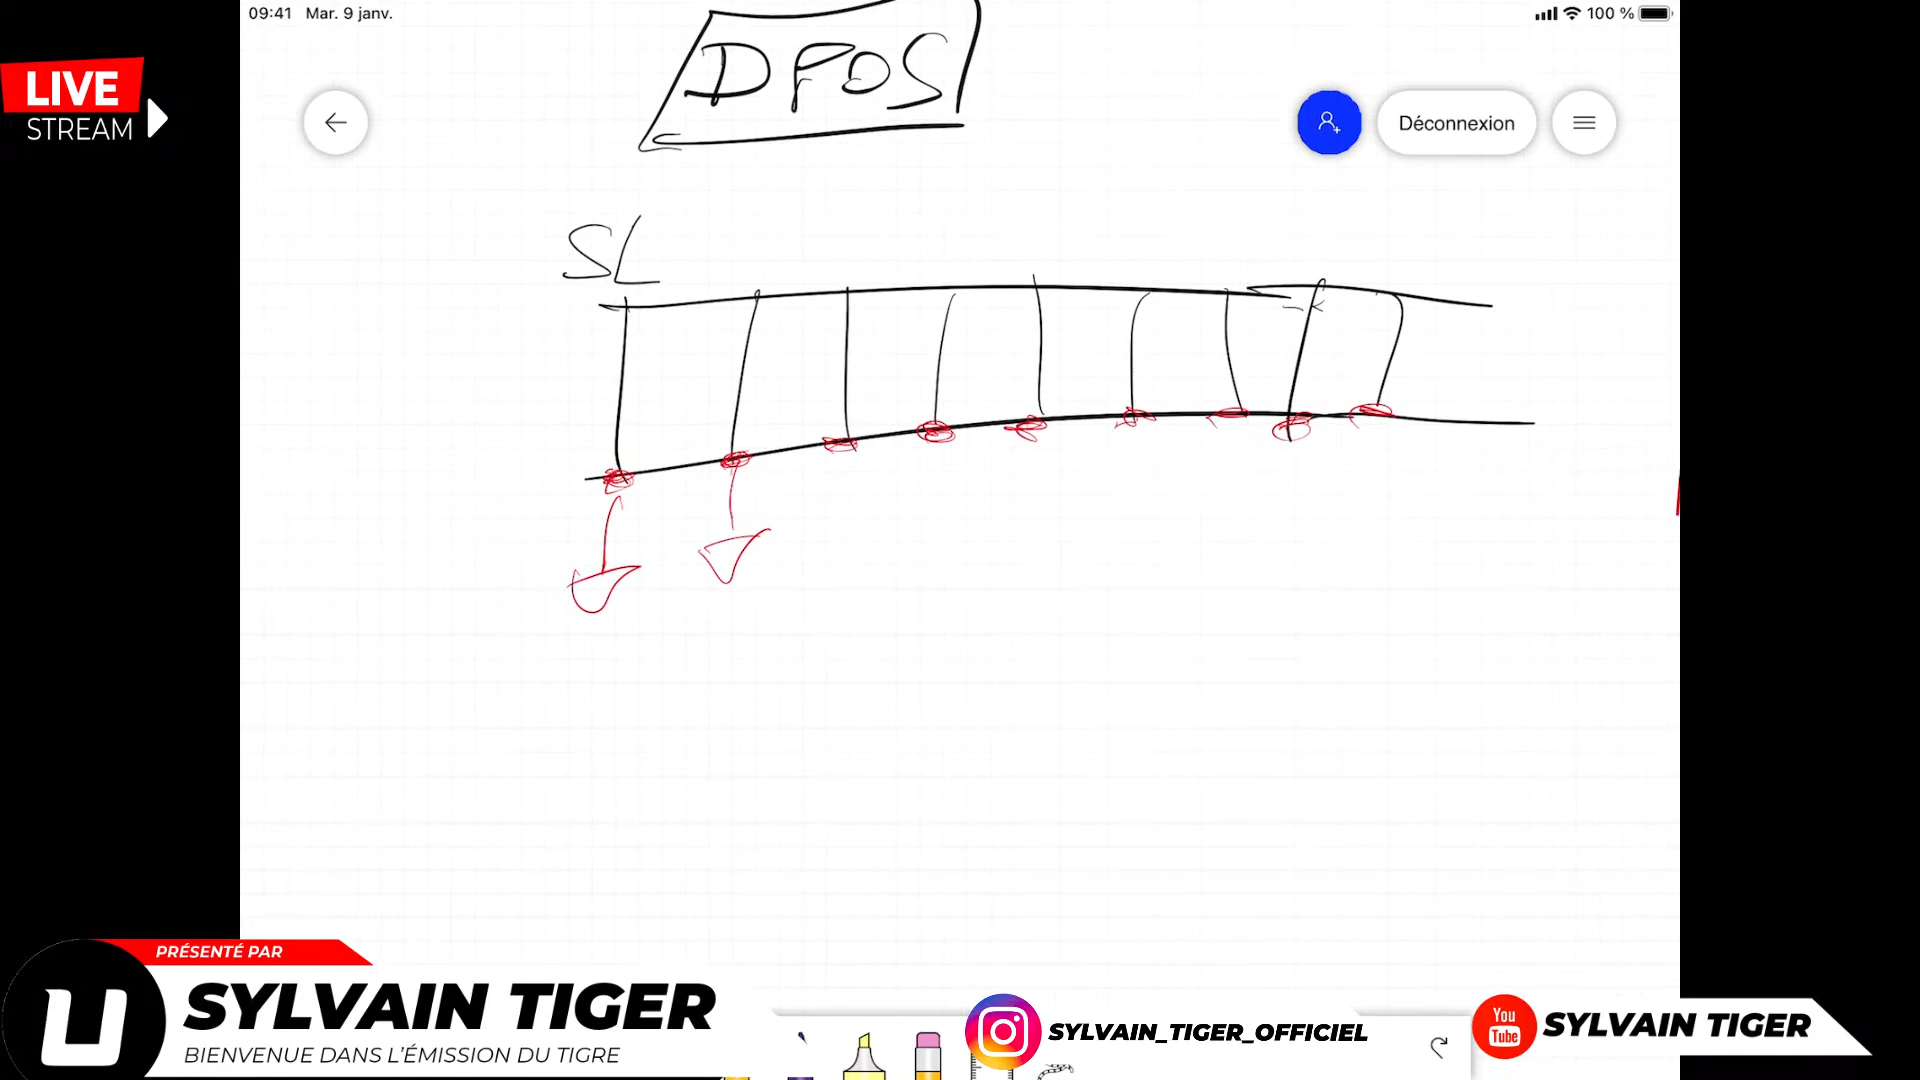 09:41 Mar. 9 janv.
100 %
LIVE
STREAM
DPOS
Déconnexion
SL
PRÉSENTÉ PAR
SYLVAIN TIGER
BIENVENUE DANS L'ÉMISSION DU TIGRE
SYLVAIN_TIGER_OFFICIEL
You
Tube
SYLVAIN TIGER